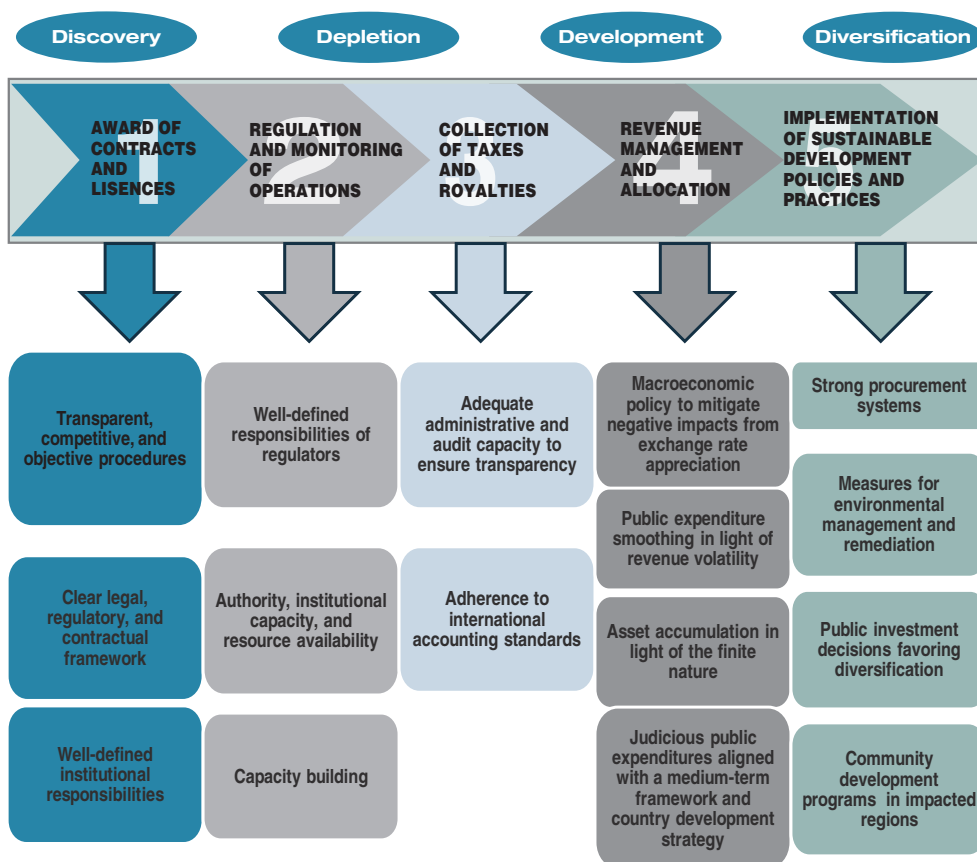 Discovery
Depletion
Development
Diversification
1
AWARD OF
CONTRACTS
AND
LISENCES
2
REGULATION
AND MONITORING
OF
OPERATIONS
3
COLLECTION
OF TAXES
AND
ROYALTIES
4
REVENUE
MANAGEMENT
AND
ALLOCATION
5
IMPLEMENTATION
OF SUSTAINABLE
DEVELOPMENT
POLICIES AND
PRACTICES
Transparent,
competitive, and
objective procedures
Clear legal,
regulatory, and
contractual
framework
Well-defined
institutional
responsibilities
Well-defined
responsibilities of
regulators
Authority, institutional
capacity, and
resource availability
Capacity building
Adequate
administrative and
audit capacity to
ensure transparency
Adherence to
international
accounting standards
Macroeconomic
policy to mitigate
negative impacts from
exchange rate
appreciation
Public expenditure
smoothing in light of
revenue volatility
Asset accumulation in
light of the finite
nature
Judicious public
expenditures aligned
with a medium-term
framework and
country development
strategy
Strong procurement
systems
Measures for
environmental
management and
remediation
Public investment
decisions favoring
diversification
Community
development
programs in impacted
regions